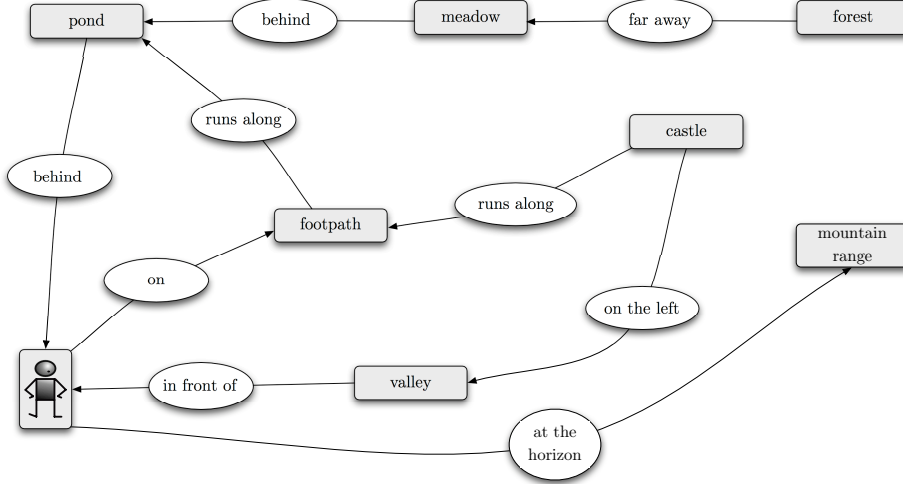 pond
behind
meadow
far away
forest
runs along
castle
behind
runs along
footpath
mountain
range
on
on the left
in front of
valley
at the
horizon